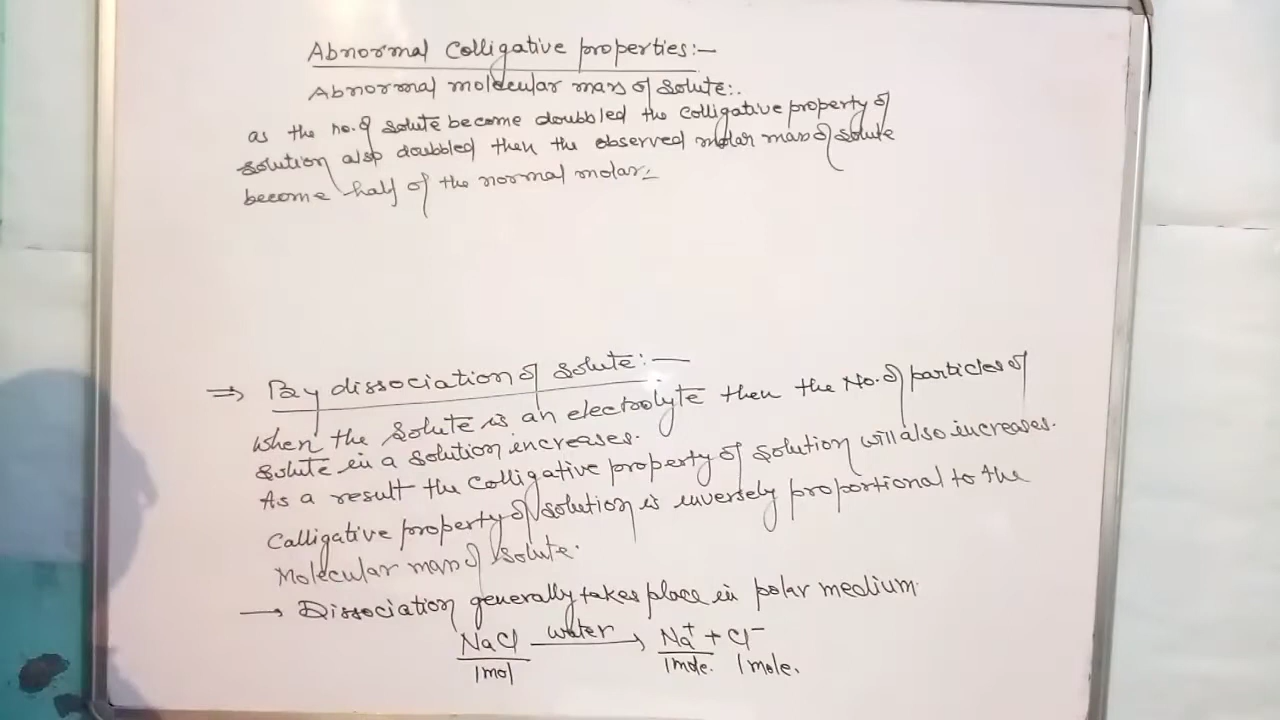 Abnormal Colligative properties:-
Abnormal molecular mass of solute:.
as the no. of solute become doubbled the colligative property of
solution also doubbled then the observed molar mass of solute
become half of the normal molar.
⇒ By dissociation of solute:-
when the solute is an electrolyte then the No. of particles of
solute in a solution increases.
As a result the colligative property of solution will also increases.
Calligative property of solution is inversely proportional to the
Molecular mass of solute.
→ Dissociation generally takes place in polar medium.
NaCl water→ Na⁺ + Cl⁻
1mol 1mole. 1mole.